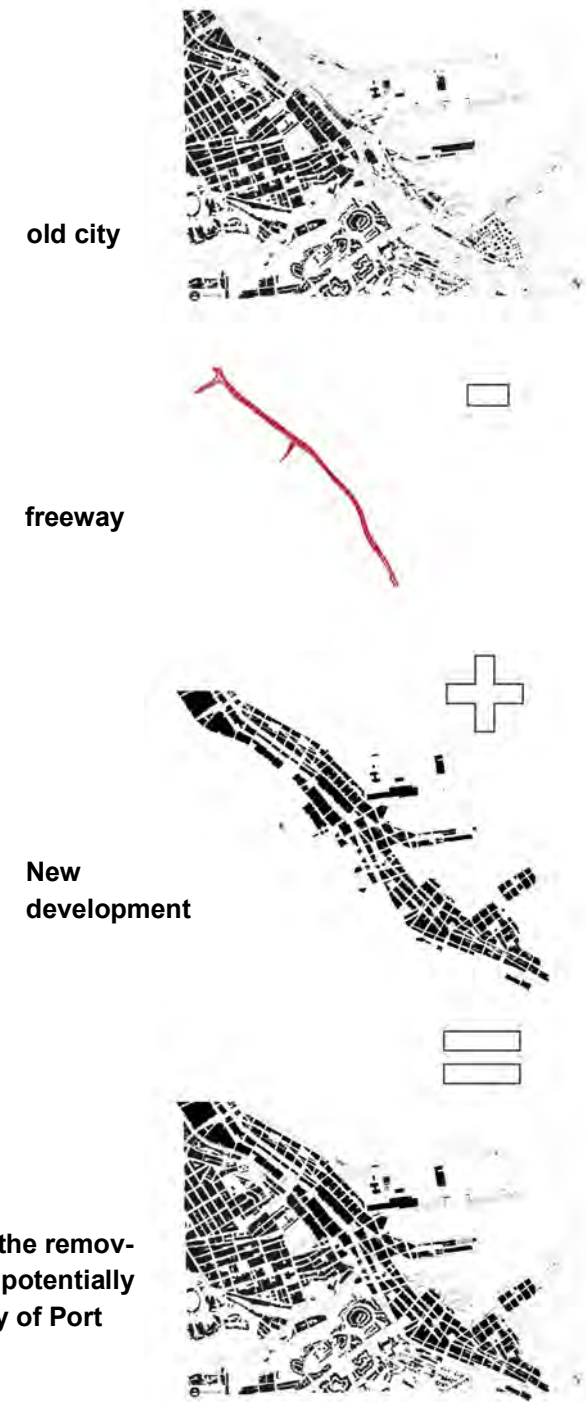 old city
freeway
New
development
the remov-
potentially
y of Port